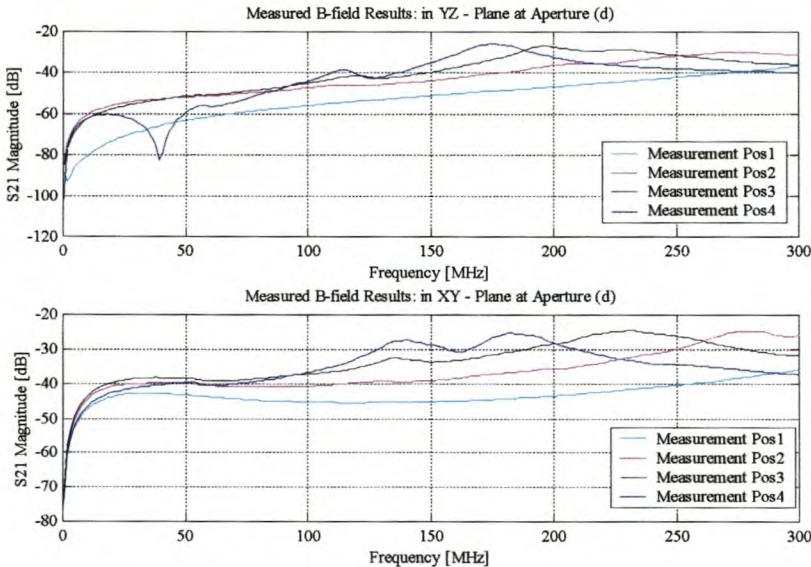 Measured B-field Results: in YZ - Plane at Aperture (d)
-20
-40
-60
-80
-100
-120
S21 Magnitude [dB]
Measurement Pos1
Measurement Pos2
Measurement Pos3
Measurement Pos4
0 50 100 150 200 250 300
Frequency [MHz]
Measured B-field Results: in XY - Plane at Aperture (d)
-20
-30
-40
-50
-60
-70
-80
S21 Magnitude [dB]
Measurement Pos1
Measurement Pos2
Measurement Pos3
Measurement Pos4
0 50 100 150 200 250 300
Frequency [MHz]